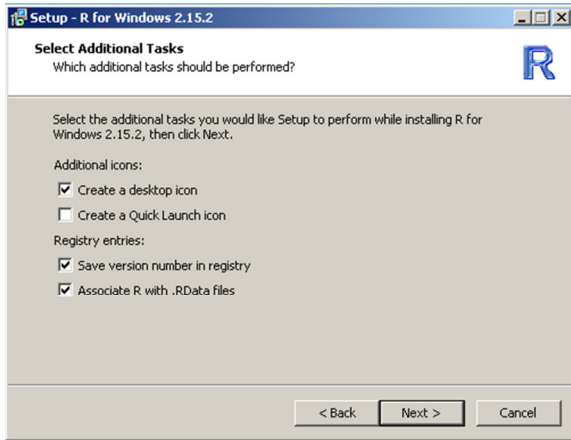 Setup - R for Windows 2.15.2
Select Additional Tasks
Which additional tasks should be performed?
R
Select the additional tasks you would like Setup to perform while installing R for
Windows 2.15.2, then click Next.
Additional icons:
Create a desktop icon
Create a Quick Launch icon
Registry entries:
Save version number in registry
Associate R with .RData files
< Back Next > Cancel